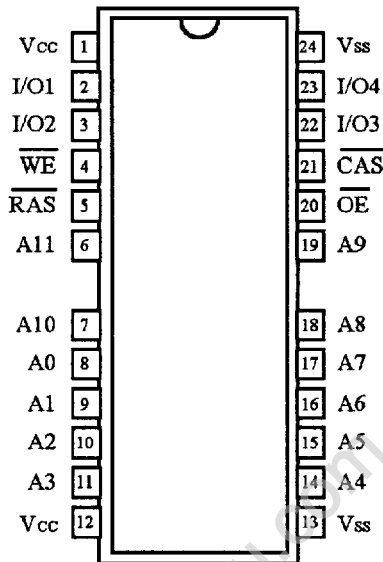 Vcc 1 24 Vss
I/O1 2 23 I/O4
I/O2 3 22 I/O3
WE 4 21 CAS
RAS 5 20 OE
A11 6 19 A9
A10 7 18 A8
A0 8 17 A7
A1 9 16 A6
A2 10 15 A5
A3 11 14 A4
Vcc 12 13 Vss